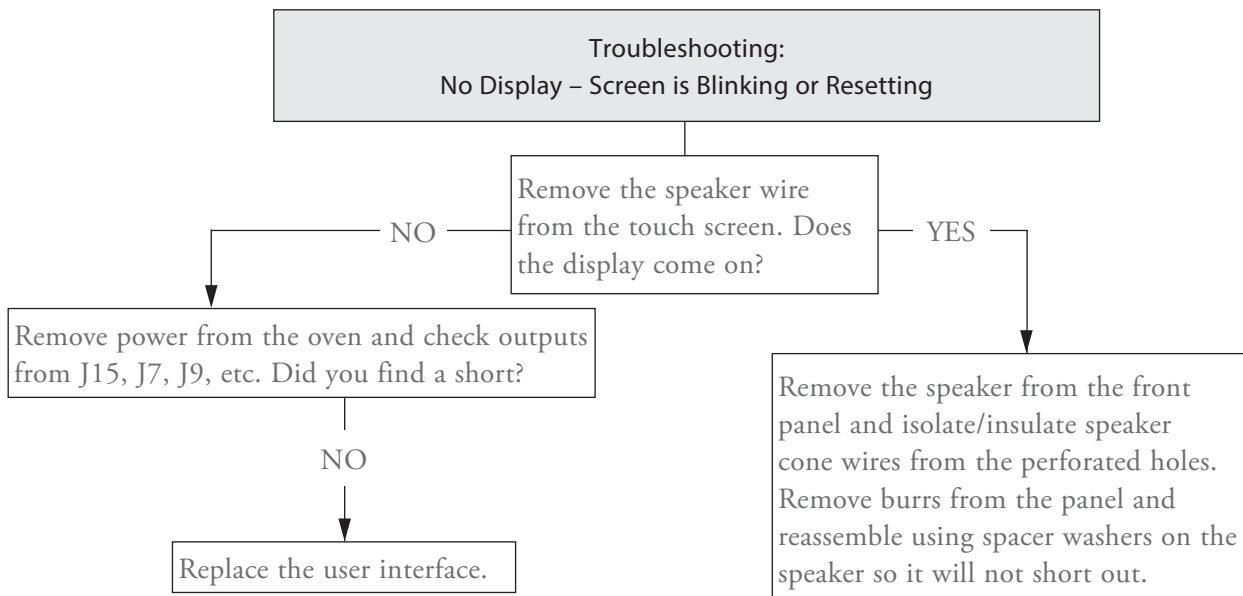 Troubleshooting:
No Display – Screen is Blinking or Resetting
Remove the speaker wire
from the touch screen. Does
the display come on?
NO
YES
Remove power from the oven and check outputs
from J15, J7, J9, etc. Did you find a short?
NO
Replace the user interface.
Remove the speaker from the front
panel and isolate/insulate speaker
cone wires from the perforated holes.
Remove burrs from the panel and
reassemble using spacer washers on the
speaker so it will not short out.